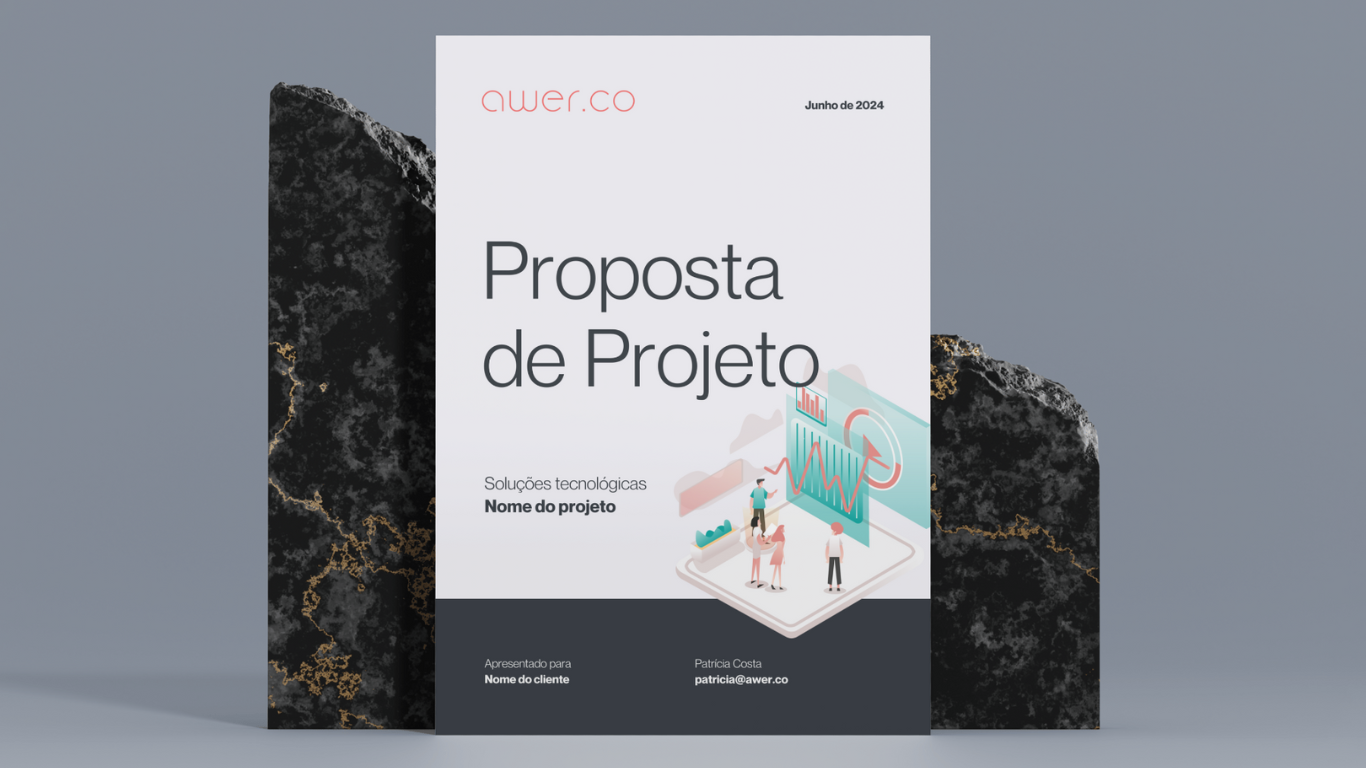 awer.co
Junho de 2024
Proposta
de Projeto
Soluções tecnológicas
Nome do projeto
Apresentado para
Nome do cliente
Patrícia Costa
patricia@awer.co